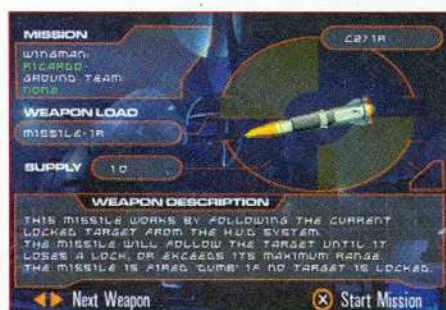 MISSION
WINGMAN:
RICARDO
GROUND TEAM:
NONE
WEAPON LOAD
MISSILE-IR
SUPPLY 10
WEAPON DESCRIPTION
THIS MISSILE WORKS BY FOLLOWING THE CURRENT
LOCKED TARGET FROM THE H.U.D SYSTEM.
THE MISSILE WILL FOLLOW THE TARGET UNTIL IT
LOSES A LOCK, OR EXCEEDS ITS MAXIMUM RANGE.
THE MISSILE IS FIRED 'DUMB' IF NO TARGET IS LOCKED.
Next Weapon
Start Mission